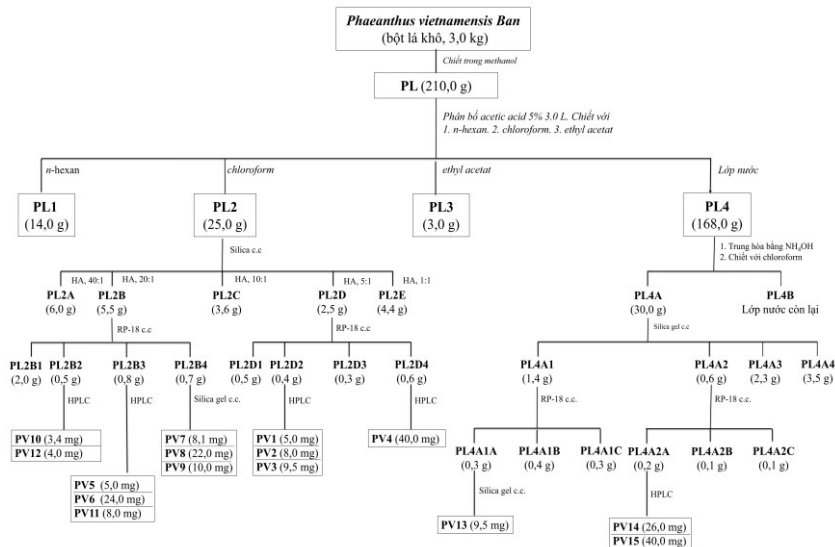 Phaeanthus vietnamensis Ban
(bột lá khô, 3,0 kg)
Chiết trong methanol
PL (210,0 g)
Phân bố acetic acid 5% 3.0 L. Chiết với
1. n-hexan. 2. chloroform. 3. ethyl acetat
n-hexan
chloroform
ethyl acetat
Lớp nước
PL1
(14,0 g)
PL2
(25,0 g)
PL3
(3,0 g)
PL4
(168,0 g)
Silica c.c
1. Trung hòa bằng NH₄OH
2. Chiết với chloroform
HA, 40:1
HA, 20:1
HA, 10:1
HA, 5:1
HA, 1:1
PL2A
(6,0 g)
PL2B
(5,5 g)
PL2C
(3,6 g)
PL2D
(2,5 g)
PL2E
(4,4 g)
PL4A
(30,0 g)
PL4B
Lớp nước còn lại
RP-18 c.c
RP-18 c.c
Silica gel c.c
PL2B1
(2,0 g)
PL2B2
(0,5 g)
PL2B3
(0,8 g)
PL2B4
(0,7 g)
PL2D1
(0,5 g)
PL2D2
(0,4 g)
PL2D3
(0,3 g)
PL2D4
(0,6 g)
PL4A1
(1,4 g)
PL4A2
(0,6 g)
PL4A3
(2,3 g)
PL4A4
(3,5 g)
HPLC
HPLC
Silica gel c.c.
HPLC
HPLC
RP-18 c.c.
RP-18 c.c.
PV10 (3,4 mg)
PV12 (4,0 mg)
PV5 (5,0 mg)
PV6 (24,0 mg)
PV11 (8,0 mg)
PV7 (8,1 mg)
PV8 (22,0 mg)
PV9 (10,0 mg)
PV1 (5,0 mg)
PV2 (8,0 mg)
PV3 (9,5 mg)
PV4 (40,0 mg)
PL4A1A
(0,3 g)
PL4A1B
(0,4 g)
PL4A1C
(0,3 g)
PL4A2A
(0,2 g)
PL4A2B
(0,1 g)
PL4A2C
(0,1 g)
Silica gel c.c.
HPLC
PV13 (9,5 mg)
PV14 (26,0 mg)
PV15 (40,0 mg)